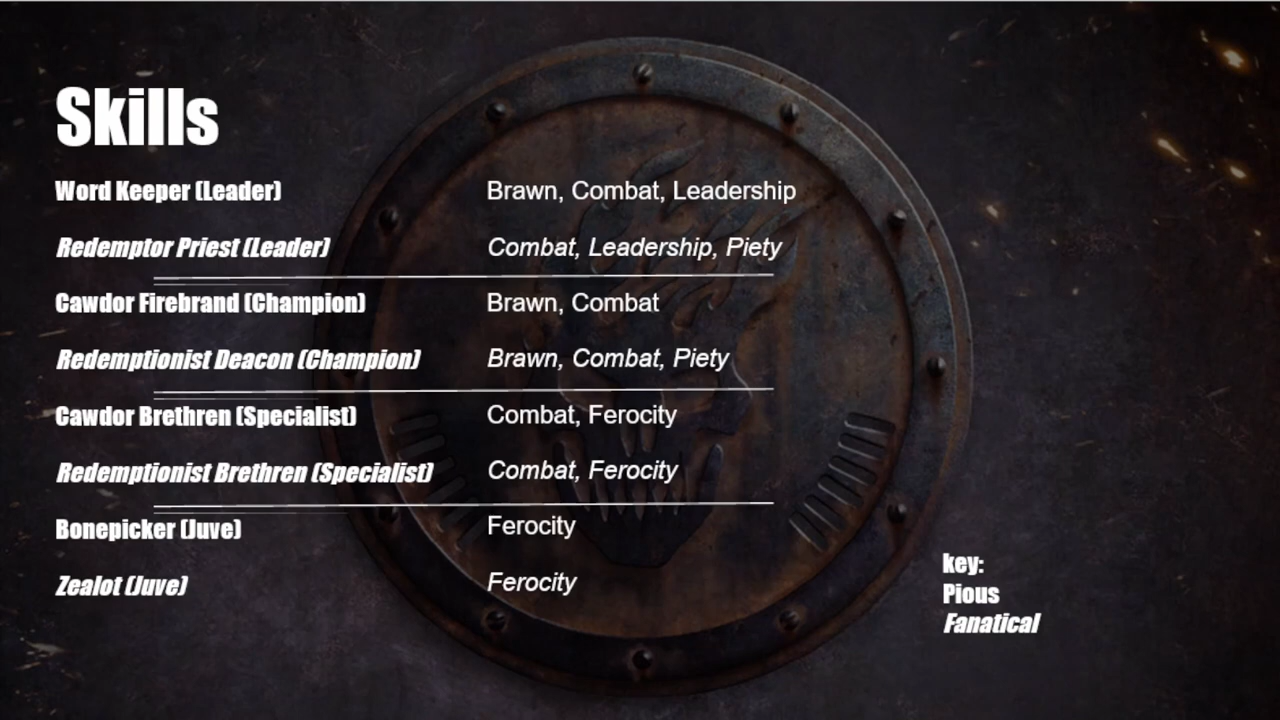 Skills
Word Keeper (Leader) Brawn, Combat, Leadership
Redemptor Priest (Leader) Combat, Leadership, Piety
Cawdor Firebrand (Champion) Brawn, Combat
Redemptionist Deacon (Champion) Brawn, Combat, Piety
Cawdor Brethren (Specialist) Combat, Ferocity
Redemptionist Brethren (Specialist) Combat, Ferocity
Bonepicker (Juve) Ferocity
Zealot (Juve) Ferocity
key:
Pious
Fanatical